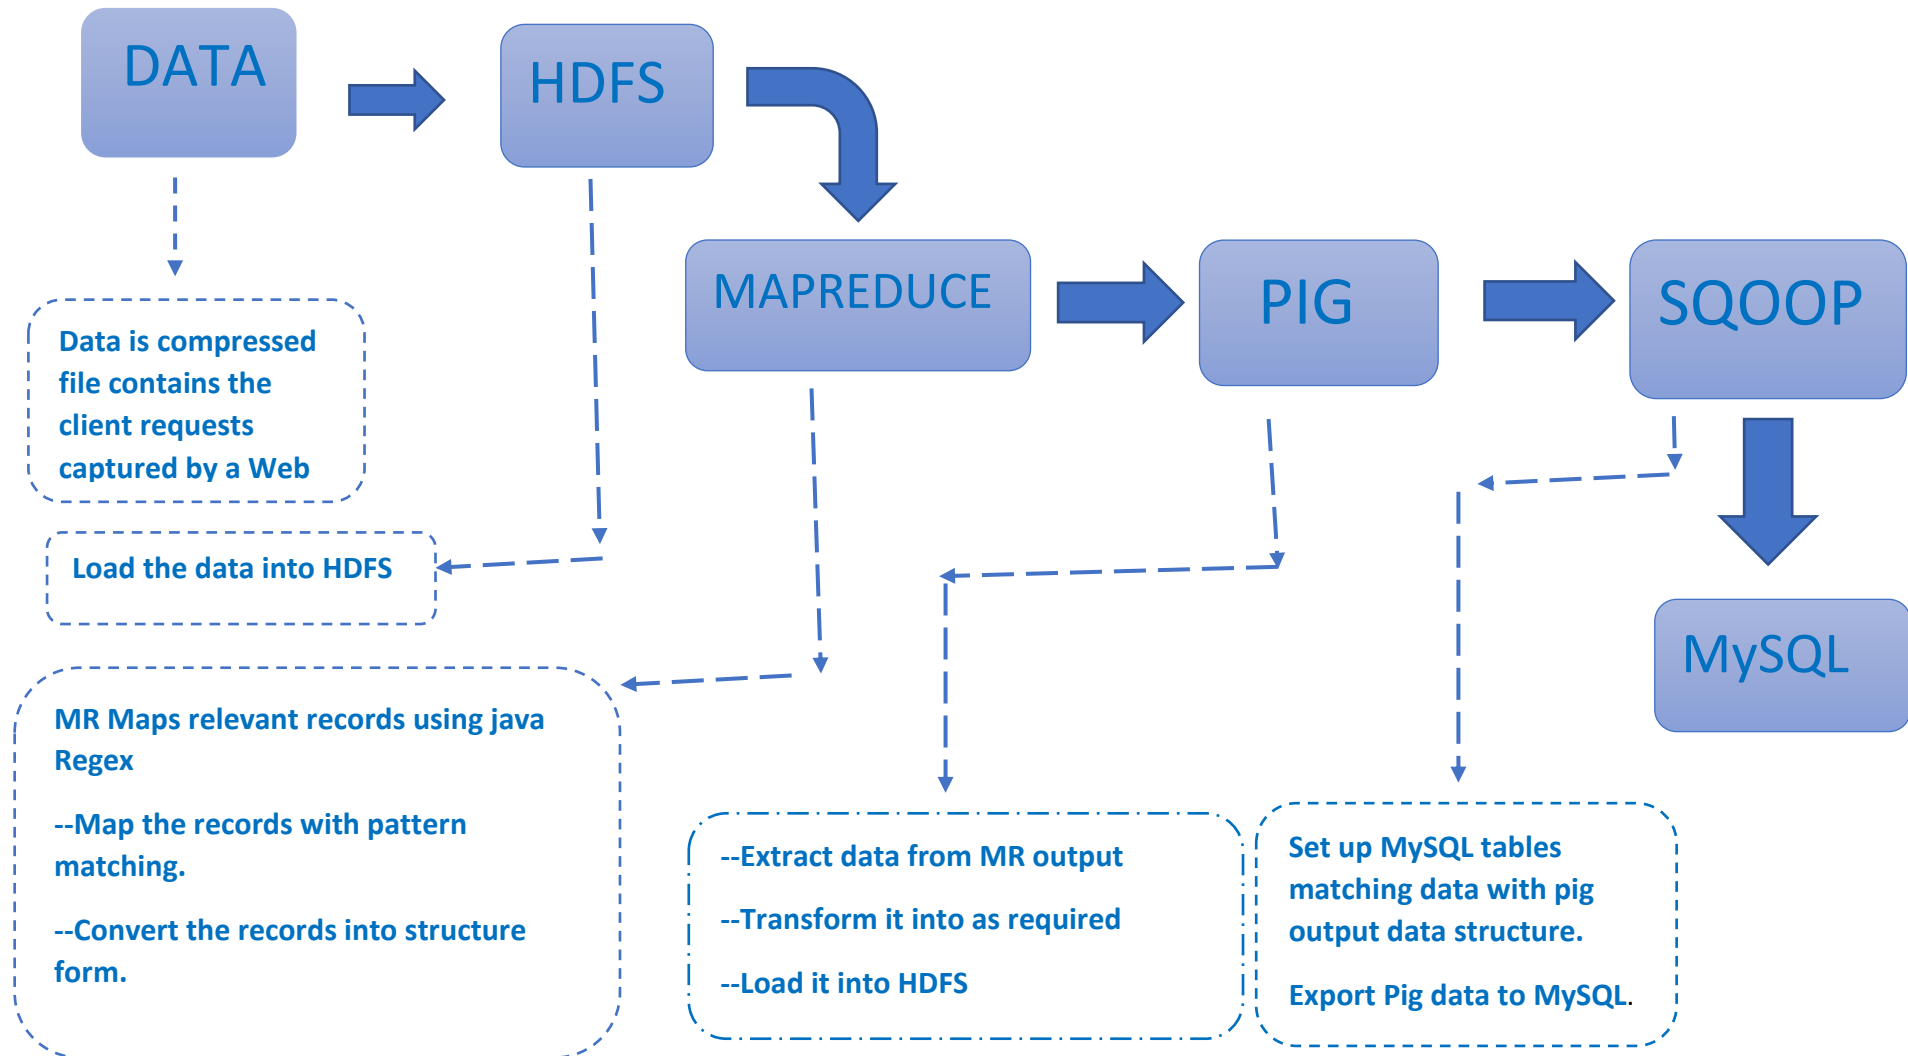 DATA
HDFS
MAPREDUCE
PIG
SQOOP
MySQL
Data is compressed
file contains the
client requests
captured by a Web
Load the data into HDFS
MR Maps relevant records using java
Regex
--Map the records with pattern
matching.
--Convert the records into structure
form.
--Extract data from MR output
--Transform it into as required
--Load it into HDFS
Set up MySQL tables
matching data with pig
output data structure.
Export Pig data to MySQL.